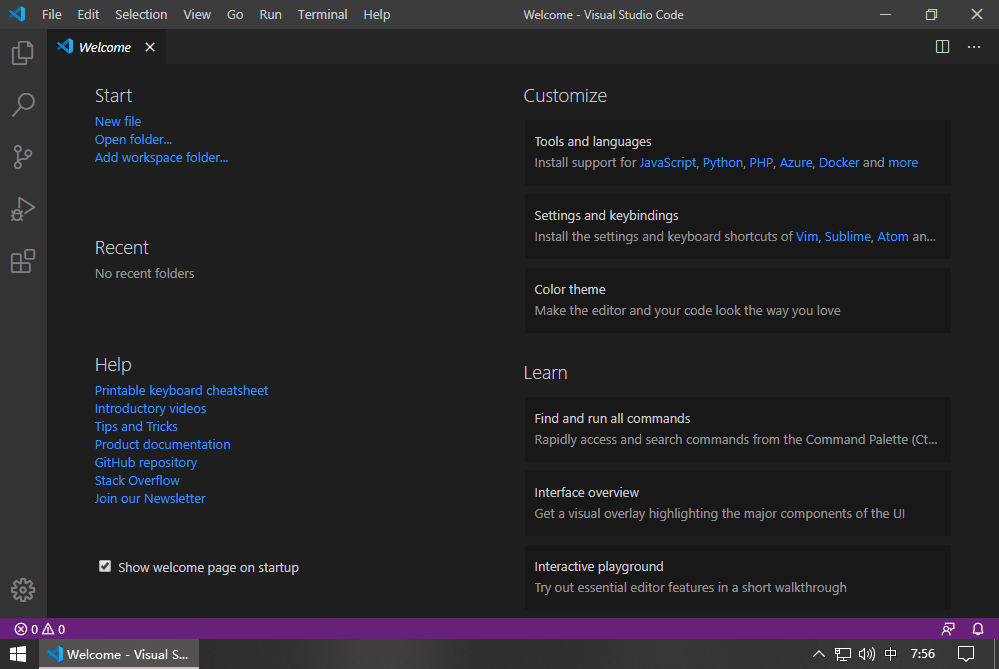 File Edit Selection View Go Run Terminal Help
Welcome - Visual Studio Code
Welcome
Start
New file
Open folder...
Add workspace folder...
Recent
No recent folders
Help
Printable keyboard cheatsheet
Introductory videos
Tips and Tricks
Product documentation
GitHub repository
Stack Overflow
Join our Newsletter
Show welcome page on startup
Customize
Tools and languages
Install support for JavaScript, Python, PHP, Azure, Docker and more
Settings and keybindings
Install the settings and keyboard shortcuts of Vim, Sublime, Atom an...
Color theme
Make the editor and your code look the way you love
Learn
Find and run all commands
Rapidly access and search commands from the Command Palette (Ct...
Interface overview
Get a visual overlay highlighting the major components of the UI
Interactive playground
Try out essential editor features in a short walkthrough
0 0
Welcome - Visual S...
中 7:56